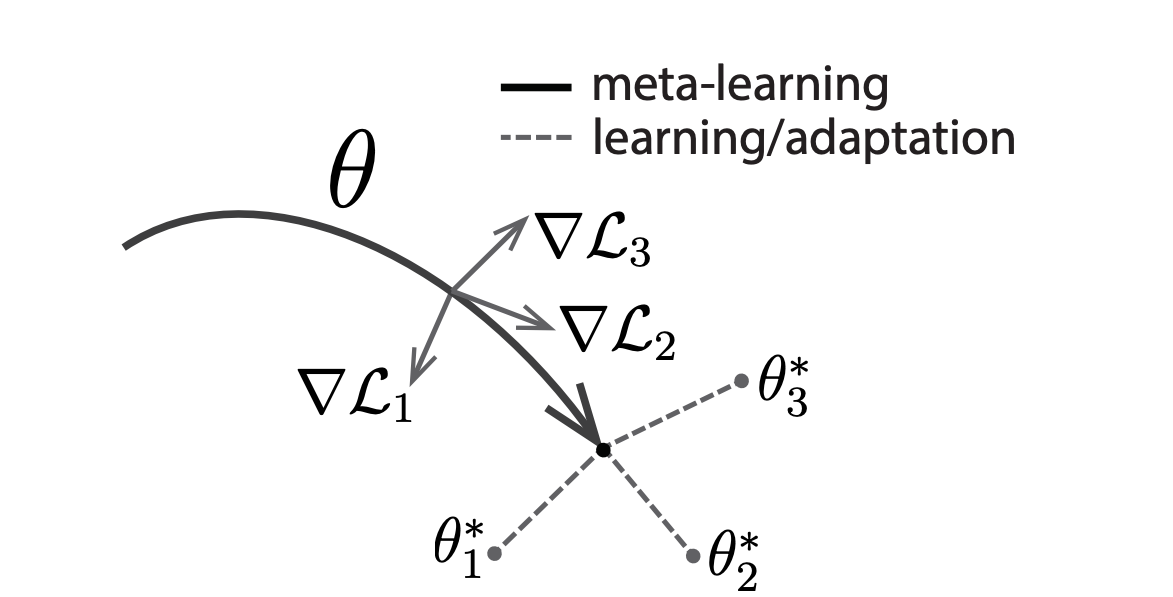 meta-learning
learning/adaptation
θ
∇ℒ₃
∇ℒ₂
∇ℒ₁
θ₃*
θ₁*
θ₂*